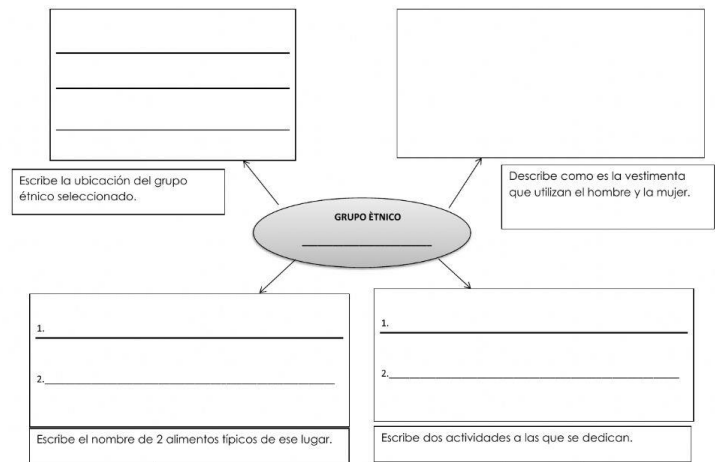 Escribe la ubicación del grupo
étnico seleccionado.
Describe como es la vestimenta
que utilizan el hombre y la mujer.
GRUPO ÈTNICO
1.
2.
Escribe el nombre de 2 alimentos típicos de ese lugar.
1.
2.
Escribe dos actividades a las que se dedican.